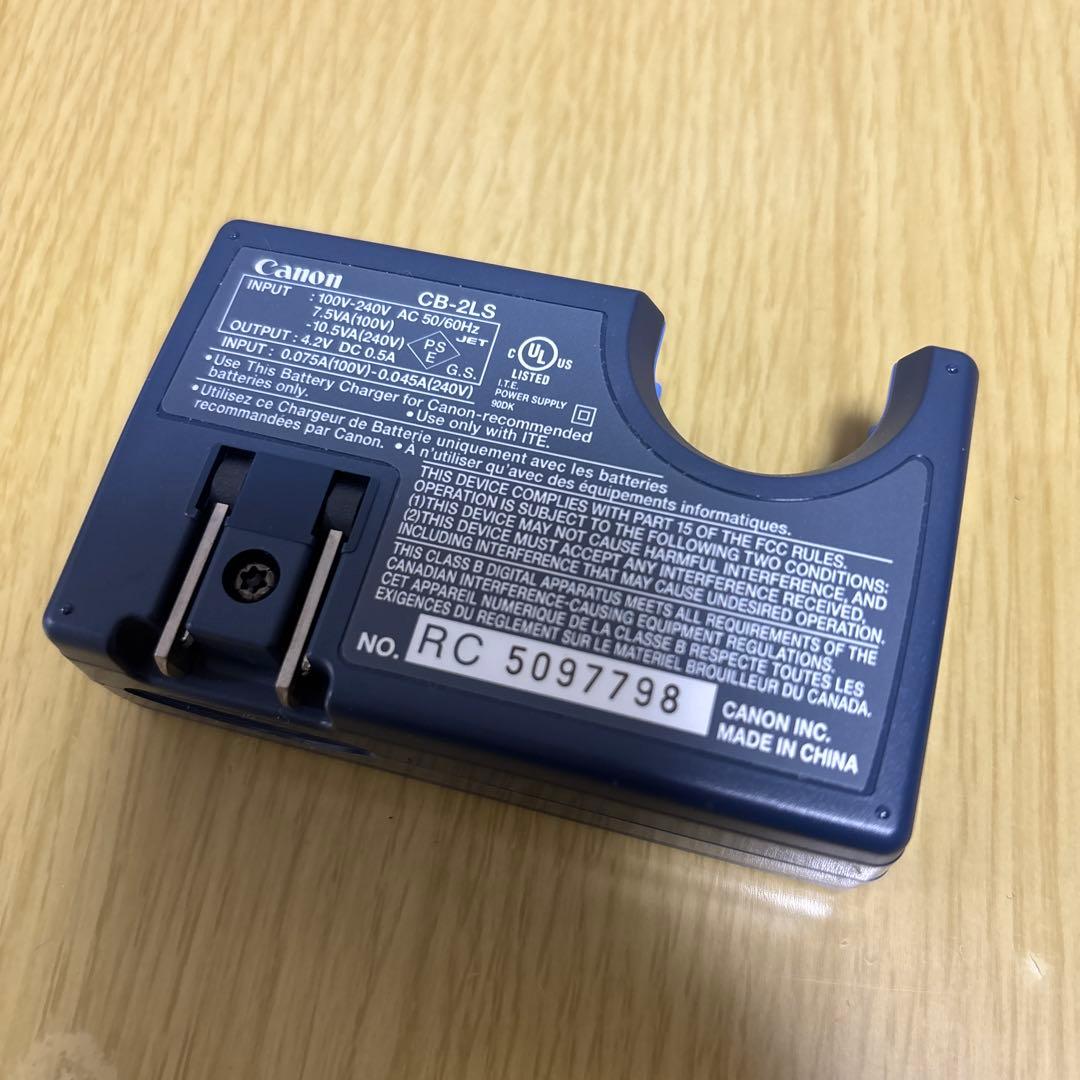 Canon CB-2LS
INPUT : 100V-240V AC 50/60Hz
7.5VA(100V)
-10.5VA(240V)
OUTPUT : 4.2V DC 0.5A
INPUT : 0.075A(100V)-0.045A(240V)
PS
E
JET
G.S.
C UL US
LISTED
I.T.E.
POWER SUPPLY
90DK
•Use This Battery Charger for Canon-recommended
batteries only. •Use only with ITE.
•Utilisez ce Chargeur de Batterie uniquement avec les batteries
recommandées par Canon. •À n'utiliser qu'avec des équipements informatiques.
THIS DEVICE COMPLIES WITH PART 15 OF THE FCC RULES.
OPERATION IS SUBJECT TO THE FOLLOWING TWO CONDITIONS:
(1)THIS DEVICE MAY NOT CAUSE HARMFUL INTERFERENCE, AND
(2)THIS DEVICE MUST ACCEPT ANY INTERFERENCE RECEIVED,
INCLUDING INTERFERENCE THAT MAY CAUSE UNDESIRED OPERATION.
THIS CLASS B DIGITAL APPARATUS MEETS ALL REQUIREMENTS OF THE
CANADIAN INTERFERENCE-CAUSING EQUIPMENT REGULATIONS.
CET APPAREIL NUMERIQUE DE LA CLASSE B RESPECTE TOUTES LES
EXIGENCES DU REGLEMENT SUR LE MATERIEL BROUILLEUR DU CANADA.
NO. RC 5097798
CANON INC.
MADE IN CHINA